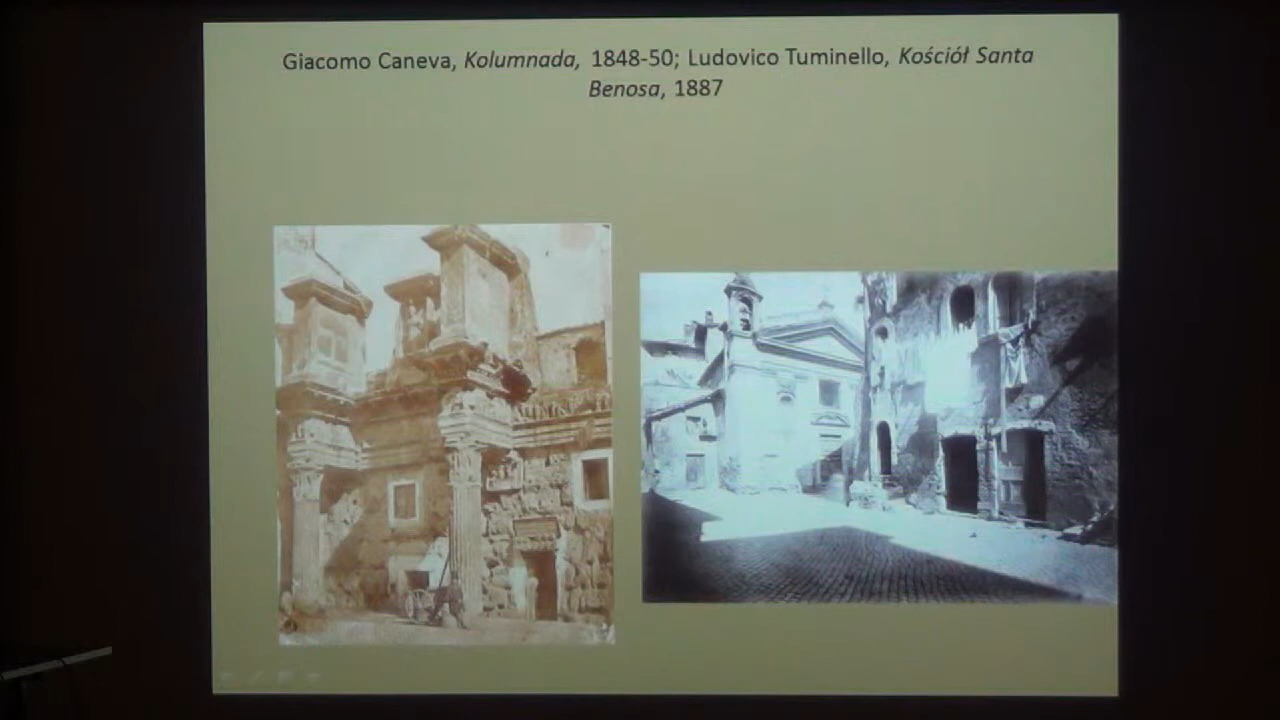 Giacomo Caneva, Kolumnada, 1848-50; Ludovico Tuminello, Kościół Santa
Benosa, 1887